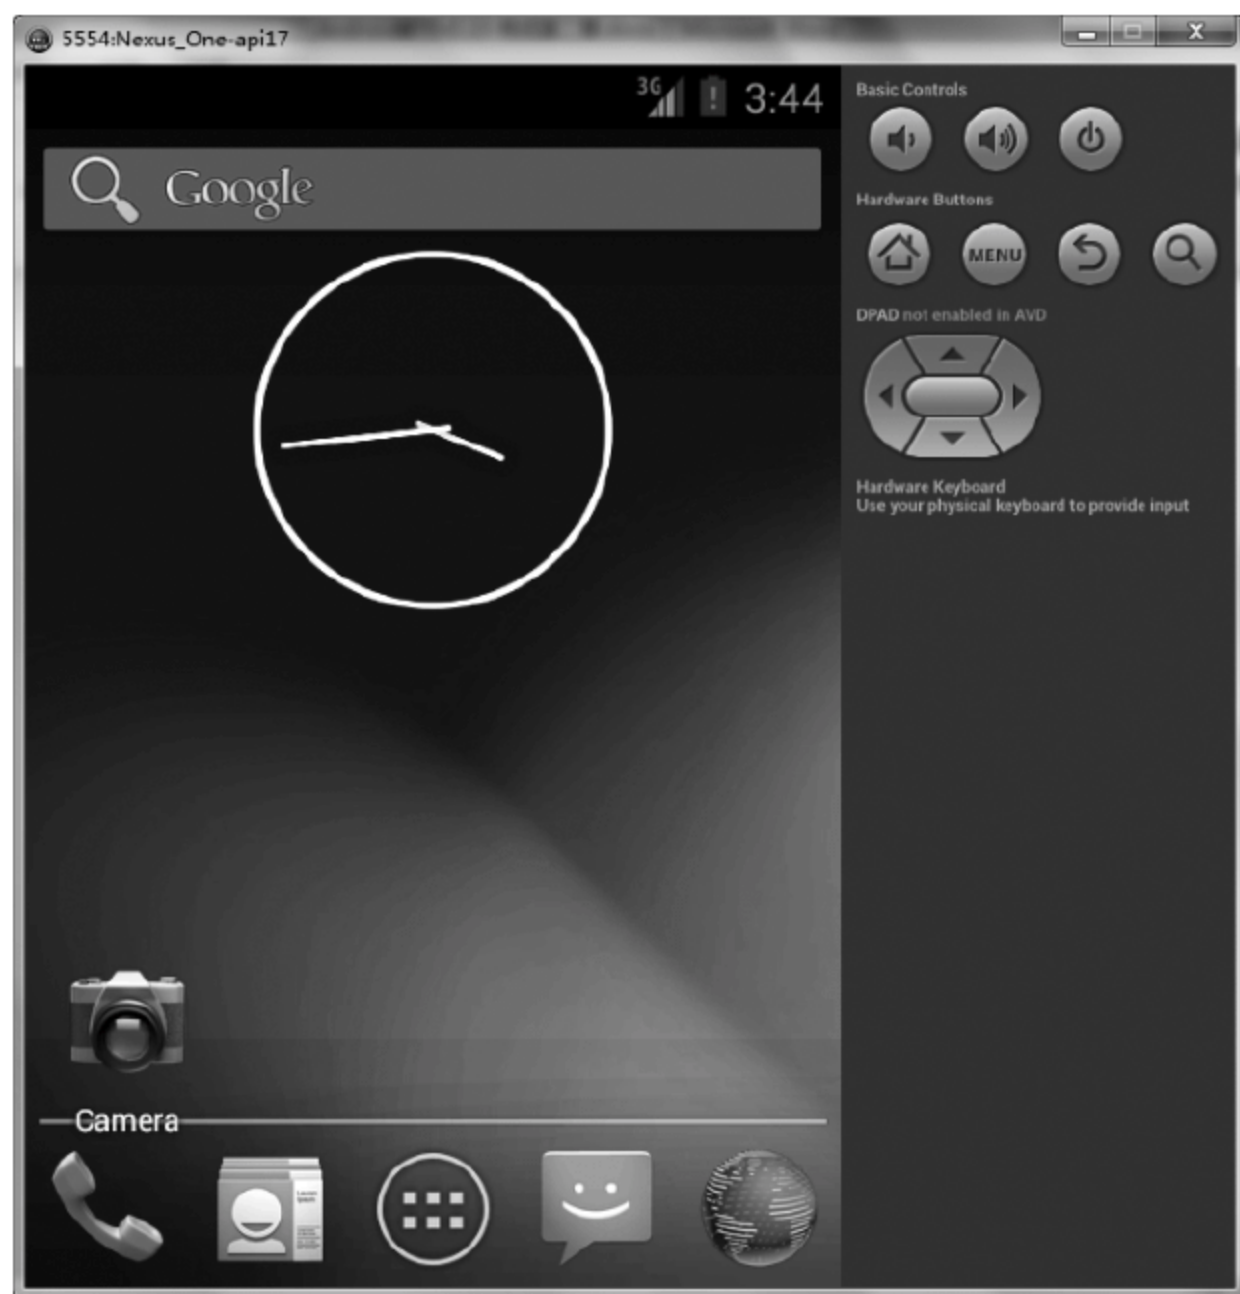 5554:Nexus_One-api17
3G 3:44
Google
Camera
Basic Controls
Hardware Buttons
MENU
DPAD not enabled in AVD
Hardware Keyboard
Use your physical keyboard to provide input